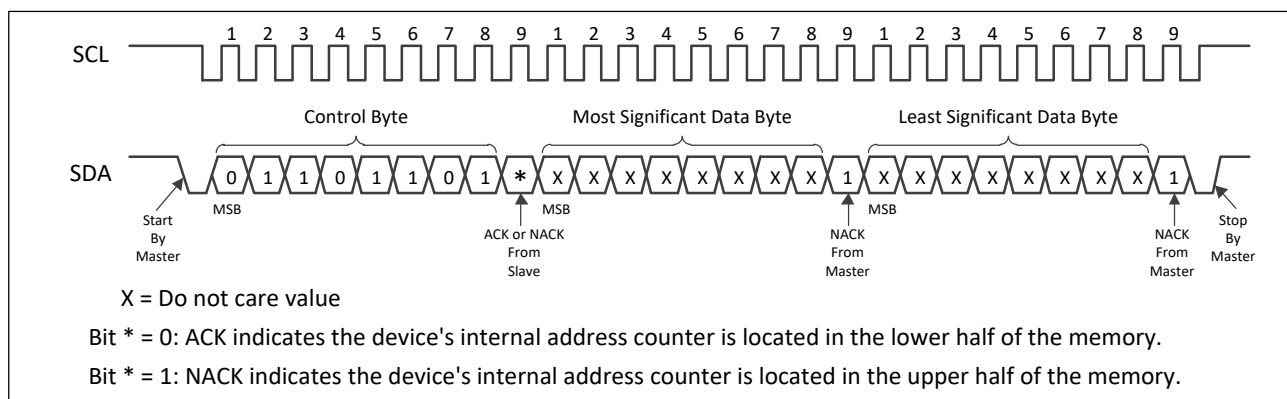 SCL 1 2 3 4 5 6 7 8 9 1 2 3 4 5 6 7 8 9 1 2 3 4 5 6 7 8 9
Control Byte Most Significant Data Byte Least Significant Data Byte
SDA 0 1 1 0 1 1 0 1 * X X X X X X X X 1 X X X X X X X X 1
MSB MSB MSB
Start
By
Master
ACK or NACK
From
Slave
NACK
From
Master
NACK
From
Master
Stop
By
Master
X = Do not care value
Bit * = 0: ACK indicates the device's internal address counter is located in the lower half of the memory.
Bit * = 1: NACK indicates the device's internal address counter is located in the upper half of the memory.